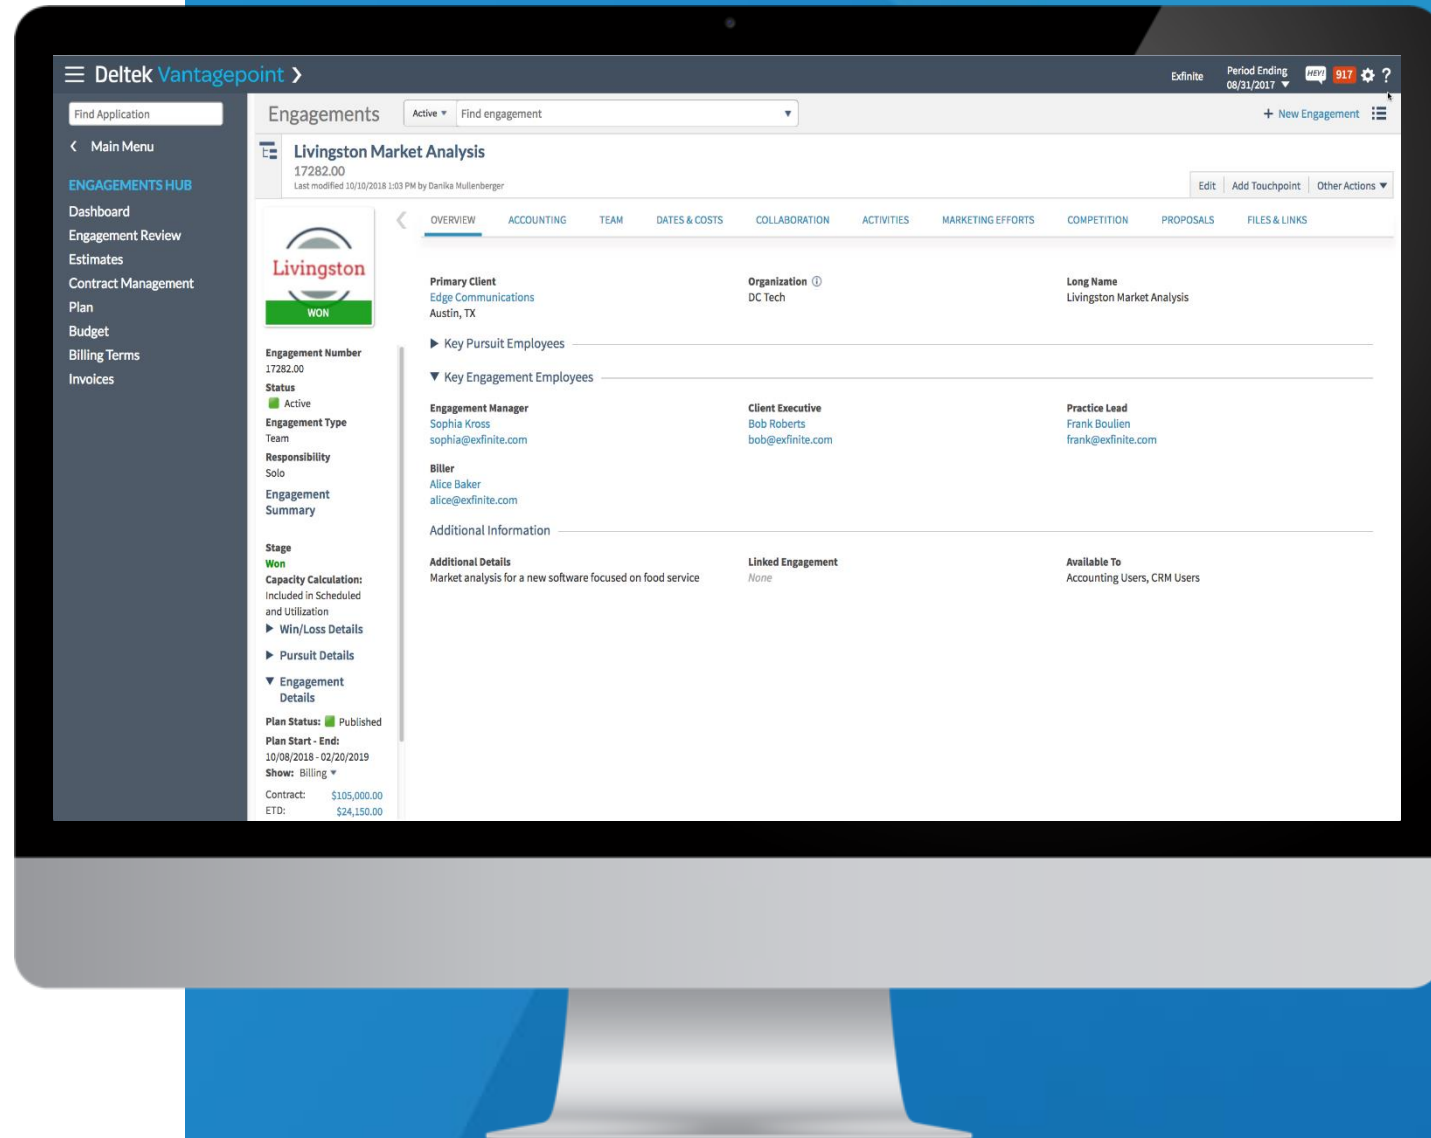 Deltek Vantagepoint
Exfinite
Period Ending
08/31/2017
HEY!
917
?
Find Application
Main Menu
ENGAGEMENTS HUB
Dashboard
Engagement Review
Estimates
Contract Management
Plan
Budget
Billing Terms
Invoices
Engagements
Active
Find engagement
+ New Engagement
Livingston Market Analysis
17282.00
Last modified 10/10/2018 1:03 PM by Danika Mullenberger
Edit
Add Touchpoint
Other Actions
Livingston
WON
Engagement Number
17282.00
Status
Active
Engagement Type
Team
Responsibility
Solo
Engagement
Summary
Stage
Won
Capacity Calculation:
Included in Scheduled
and Utilization
Win/Loss Details
Pursuit Details
Engagement
Details
Plan Status: Published
Plan Start - End:
10/08/2018 - 02/20/2019
Show: Billing
Contract: $105,000.00
ETD: $24,150.00
OVERVIEW
ACCOUNTING
TEAM
DATES & COSTS
COLLABORATION
ACTIVITIES
MARKETING EFFORTS
COMPETITION
PROPOSALS
FILES & LINKS
Primary Client
Edge Communications
Austin, TX
Organization
DC Tech
Long Name
Livingston Market Analysis
Key Pursuit Employees
Key Engagement Employees
Engagement Manager
Sophia Kross
sophia@exfinite.com
Client Executive
Bob Roberts
bob@exfinite.com
Practice Lead
Frank Boulien
frank@exfinite.com
Biller
Alice Baker
alice@exfinite.com
Additional Information
Additional Details
Market analysis for a new software focused on food service
Linked Engagement
None
Available To
Accounting Users, CRM Users